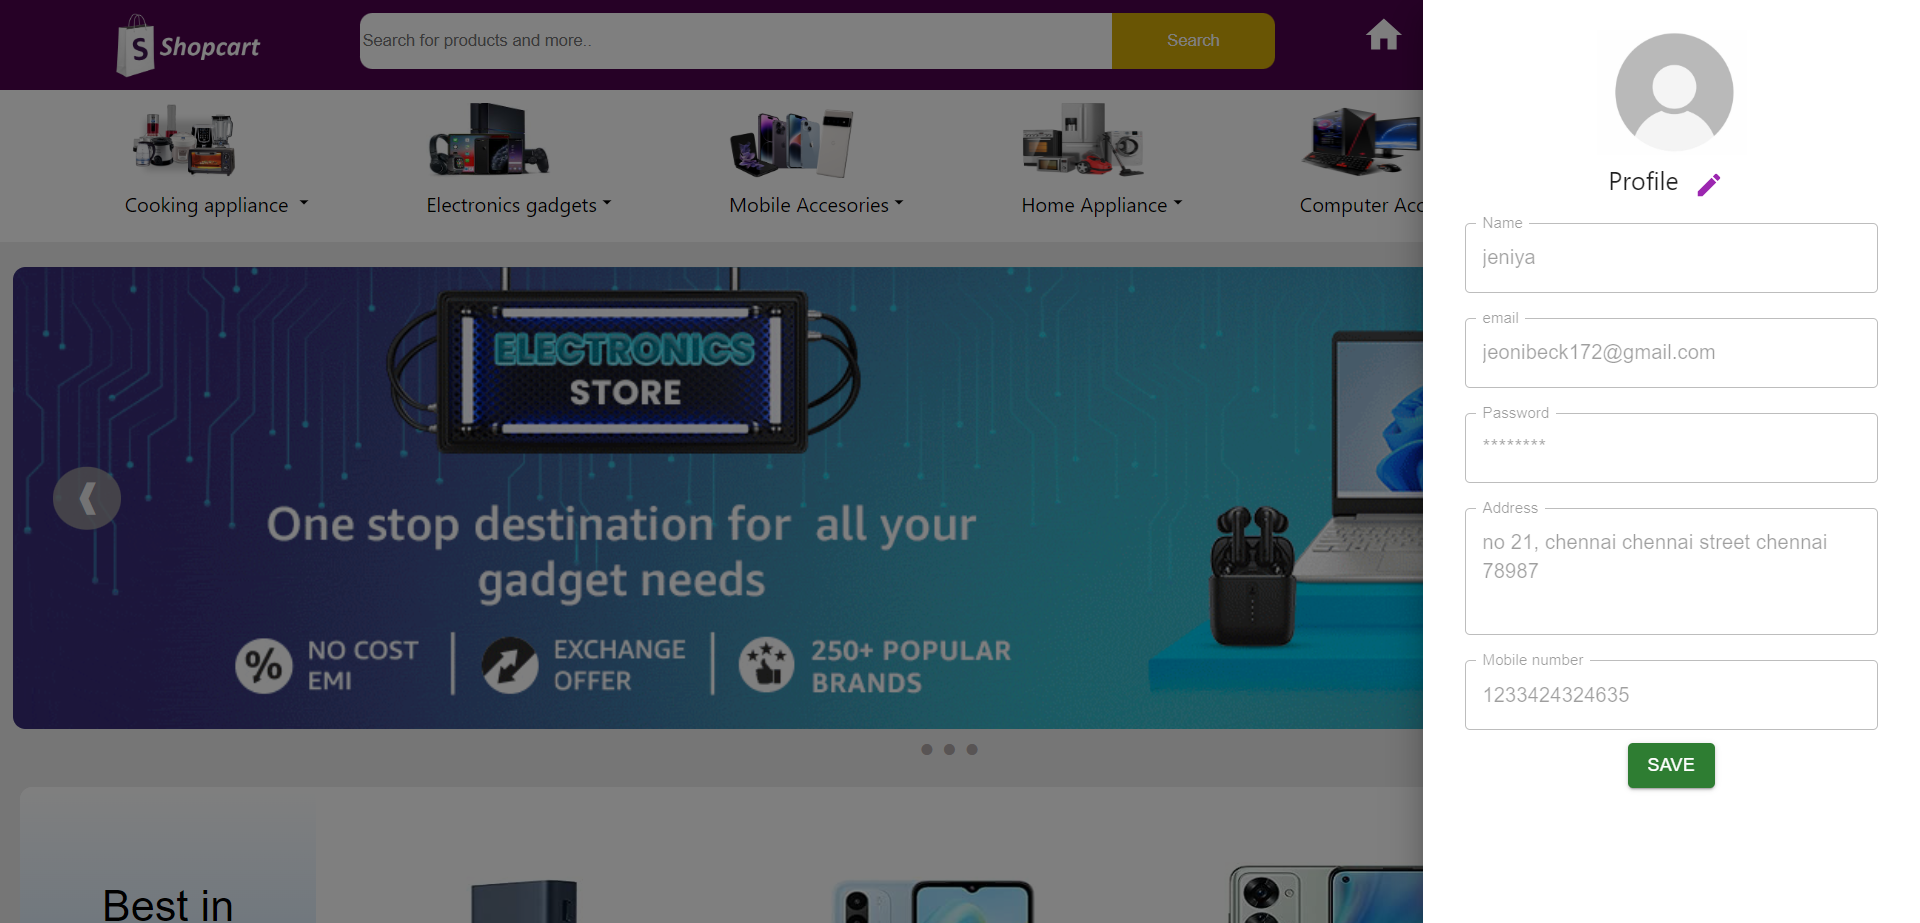 S Shopcart
Search for products and more..
Search
Cooking appliance
Electronics gadgets
Mobile Accesories
Home Appliance
Computer Acc
ELECTRONICS
STORE
One stop destination for all your
gadget needs
%
NO COST
EMI
EXCHANGE
OFFER
250+ POPULAR
BRANDS
Best in
Profile
Name
jeniya
email
jeonibeck172@gmail.com
Password
********
Address
no 21, chennai chennai street chennai
78987
Mobile number
1233424324635
SAVE